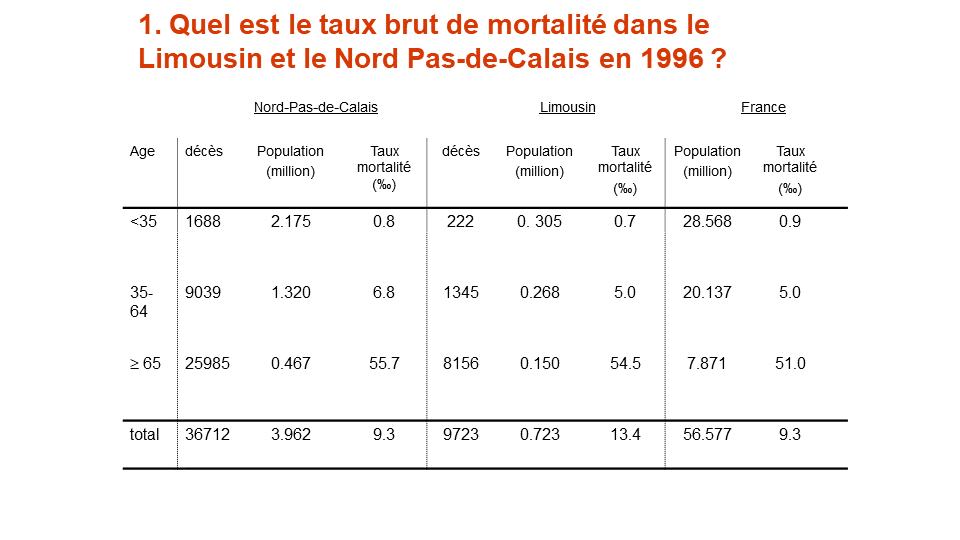 1. Quel est le taux brut de mortalité dans le
Limousin et le Nord Pas-de-Calais en 1996 ?
Nord-Pas-de-Calais Limousin France
Age décès Population (million) Taux mortalité (‰) décès Population (million) Taux mortalité (‰) Population (million) Taux mortalité (‰)
<35 1688 2.175 0.8 222 0. 305 0.7 28.568 0.9
35-64 9039 1.320 6.8 1345 0.268 5.0 20.137 5.0
≥ 65 25985 0.467 55.7 8156 0.150 54.5 7.871 51.0
total 36712 3.962 9.3 9723 0.723 13.4 56.577 9.3